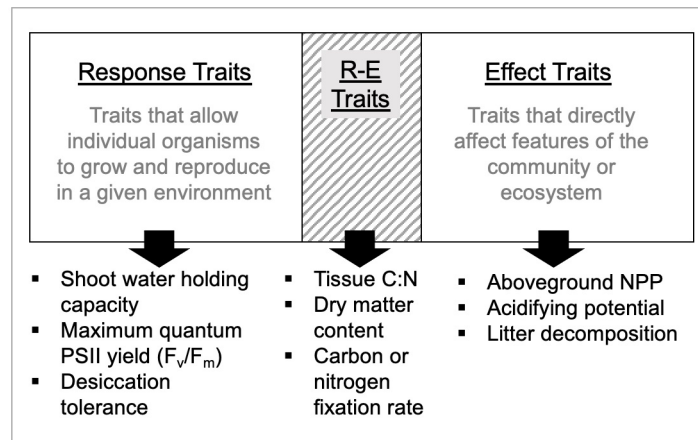 Response Traits
Traits that allow
individual organisms
to grow and reproduce
in a given environment
R-E
Traits
Effect Traits
Traits that directly
affect features of the
community or
ecosystem
▪ Shoot water holding
capacity
▪ Maximum quantum
PSII yield (Fv/Fm)
▪ Desiccation
tolerance
▪ Tissue C:N
▪ Dry matter
content
▪ Carbon or
nitrogen
fixation rate
▪ Aboveground NPP
▪ Acidifying potential
▪ Litter decomposition